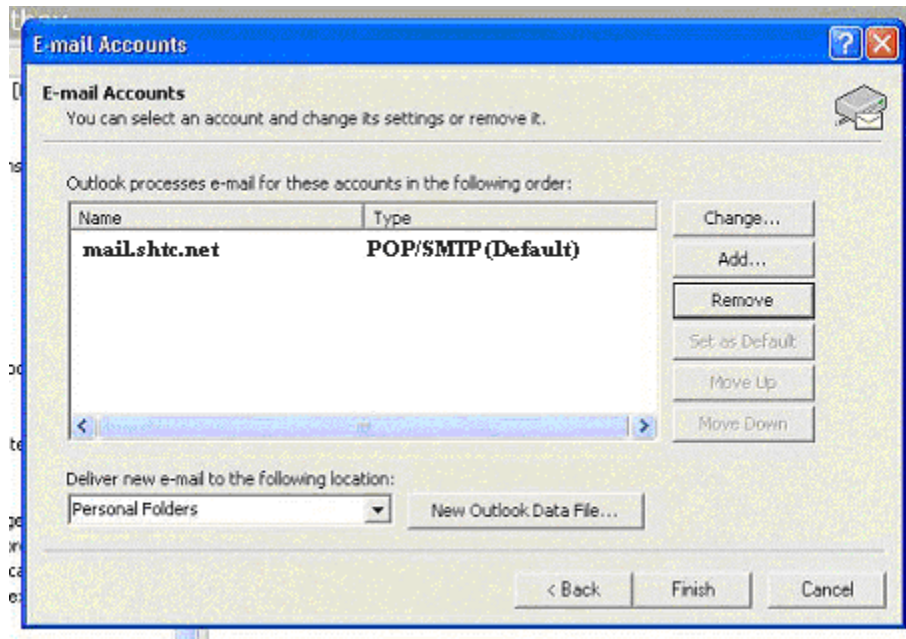 E-mail Accounts
E-mail Accounts
You can select an account and change its settings or remove it.
Outlook processes e-mail for these accounts in the following order:
Name Type
mail.shtc.net POP/SMTP (Default)
Change...
Add...
Remove
Set as Default
Move Up
Move Down
Deliver new e-mail to the following location:
Personal Folders New Outlook Data File...
< Back Finish Cancel